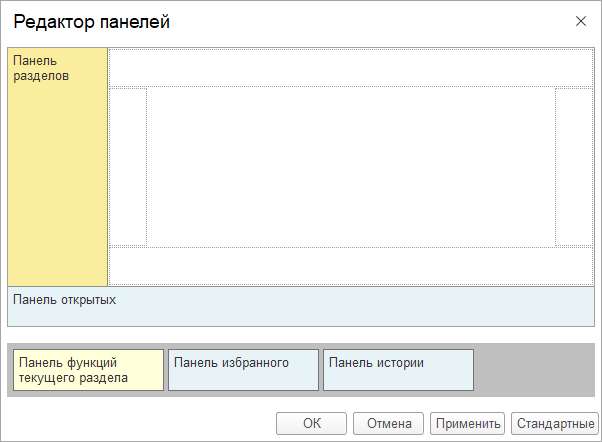 Редактор панелей
Панель
разделов
Панель открытых
Панель функций
текущего раздела
Панель избранного
Панель истории
ОК
Отмена
Применить
Стандартные